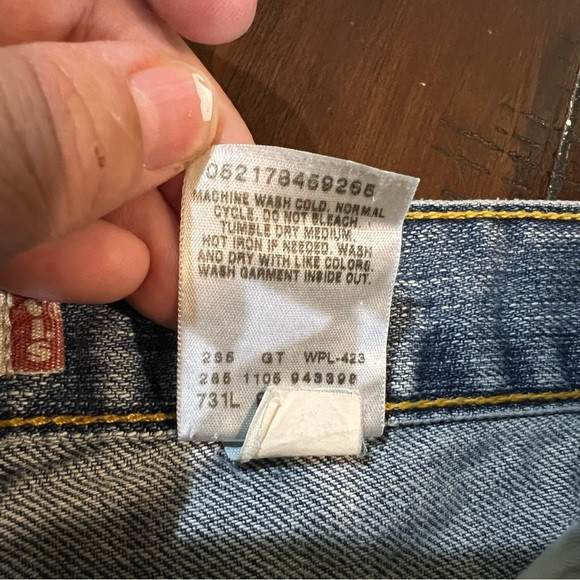 052178459265
MACHINE WASH COLD, NORMAL
CYCLE. DO NOT BLEACH.
TUMBLE DRY MEDIUM.
HOT IRON IF NEEDED. WASH
AND DRY WITH LIKE COLORS.
WASH GARMENT INSIDE OUT.
265 GT WPL-423
265 1105 943398
731L